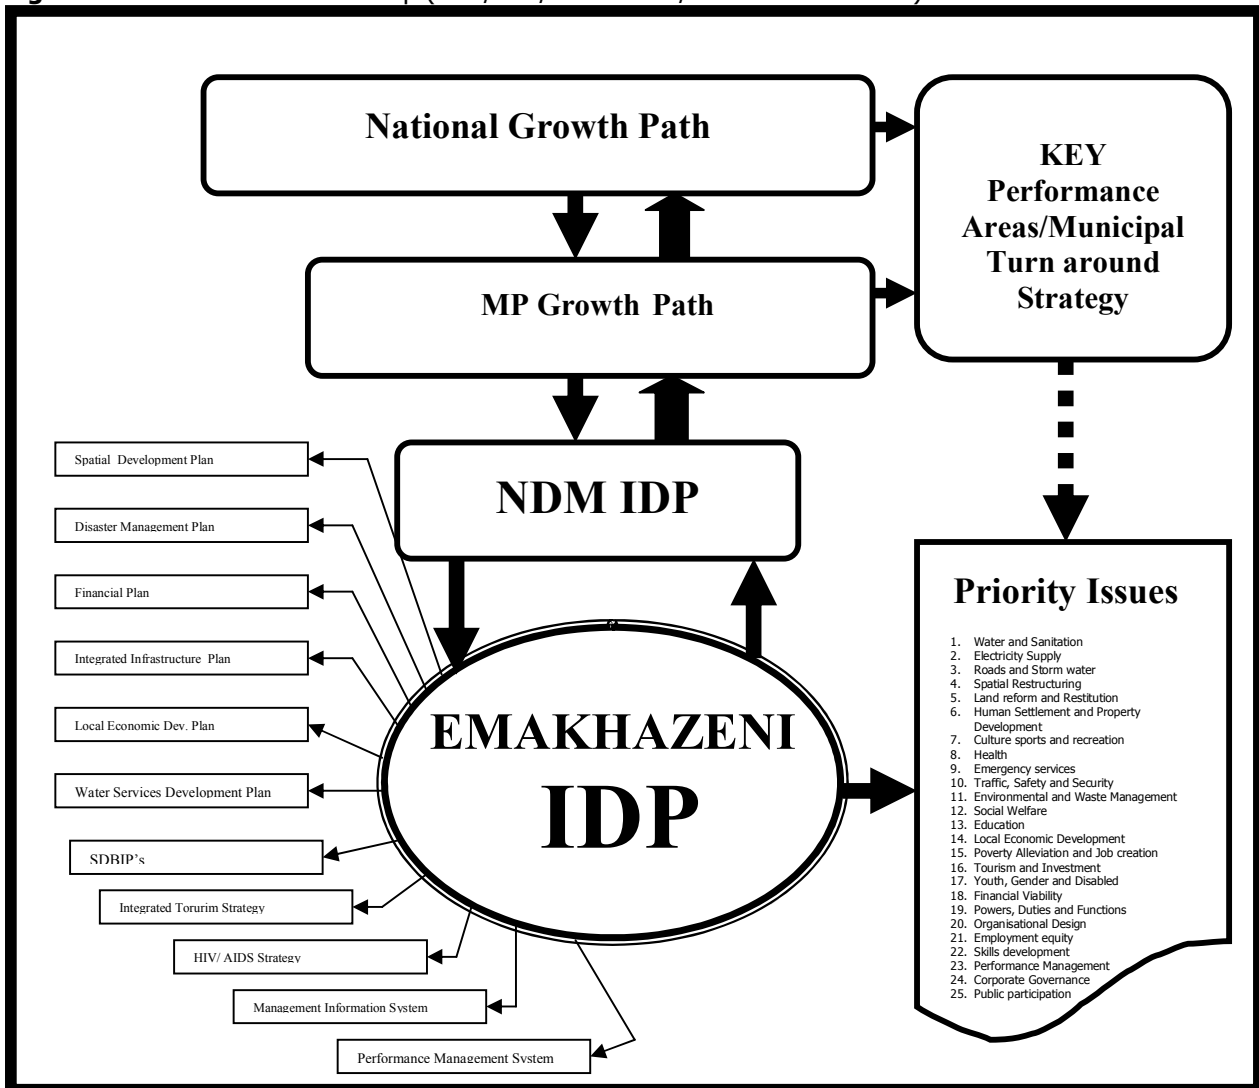 National Growth Path
KEY
Performance
Areas/Municipal
Turn around
Strategy
MP Growth Path
NDM IDP
Spatial Development Plan
Disaster Management Plan
Financial Plan
Integrated Infrastructure Plan
Local Economic Dev. Plan
Water Services Development Plan
SDBIP's
Integrated Torurim Strategy
HIV/ AIDS Strategy
Management Information System
Performance Management System
EMAKHAZENI
IDP
Priority Issues
1. Water and Sanitation
2. Electricity Supply
3. Roads and Storm water
4. Spatial Restructuring
5. Land reform and Restitution
6. Human Settlement and Property
Development
7. Culture sports and recreation
8. Health
9. Emergency services
10. Traffic, Safety and Security
11. Environmental and Waste Management
12. Social Welfare
13. Education
14. Local Economic Development
15. Poverty Alleviation and Job creation
16. Tourism and Investment
17. Youth, Gender and Disabled
18. Financial Viability
19. Powers, Duties and Functions
20. Organisational Design
21. Employment equity
22. Skills development
23. Performance Management
24. Corporate Governance
25. Public participation